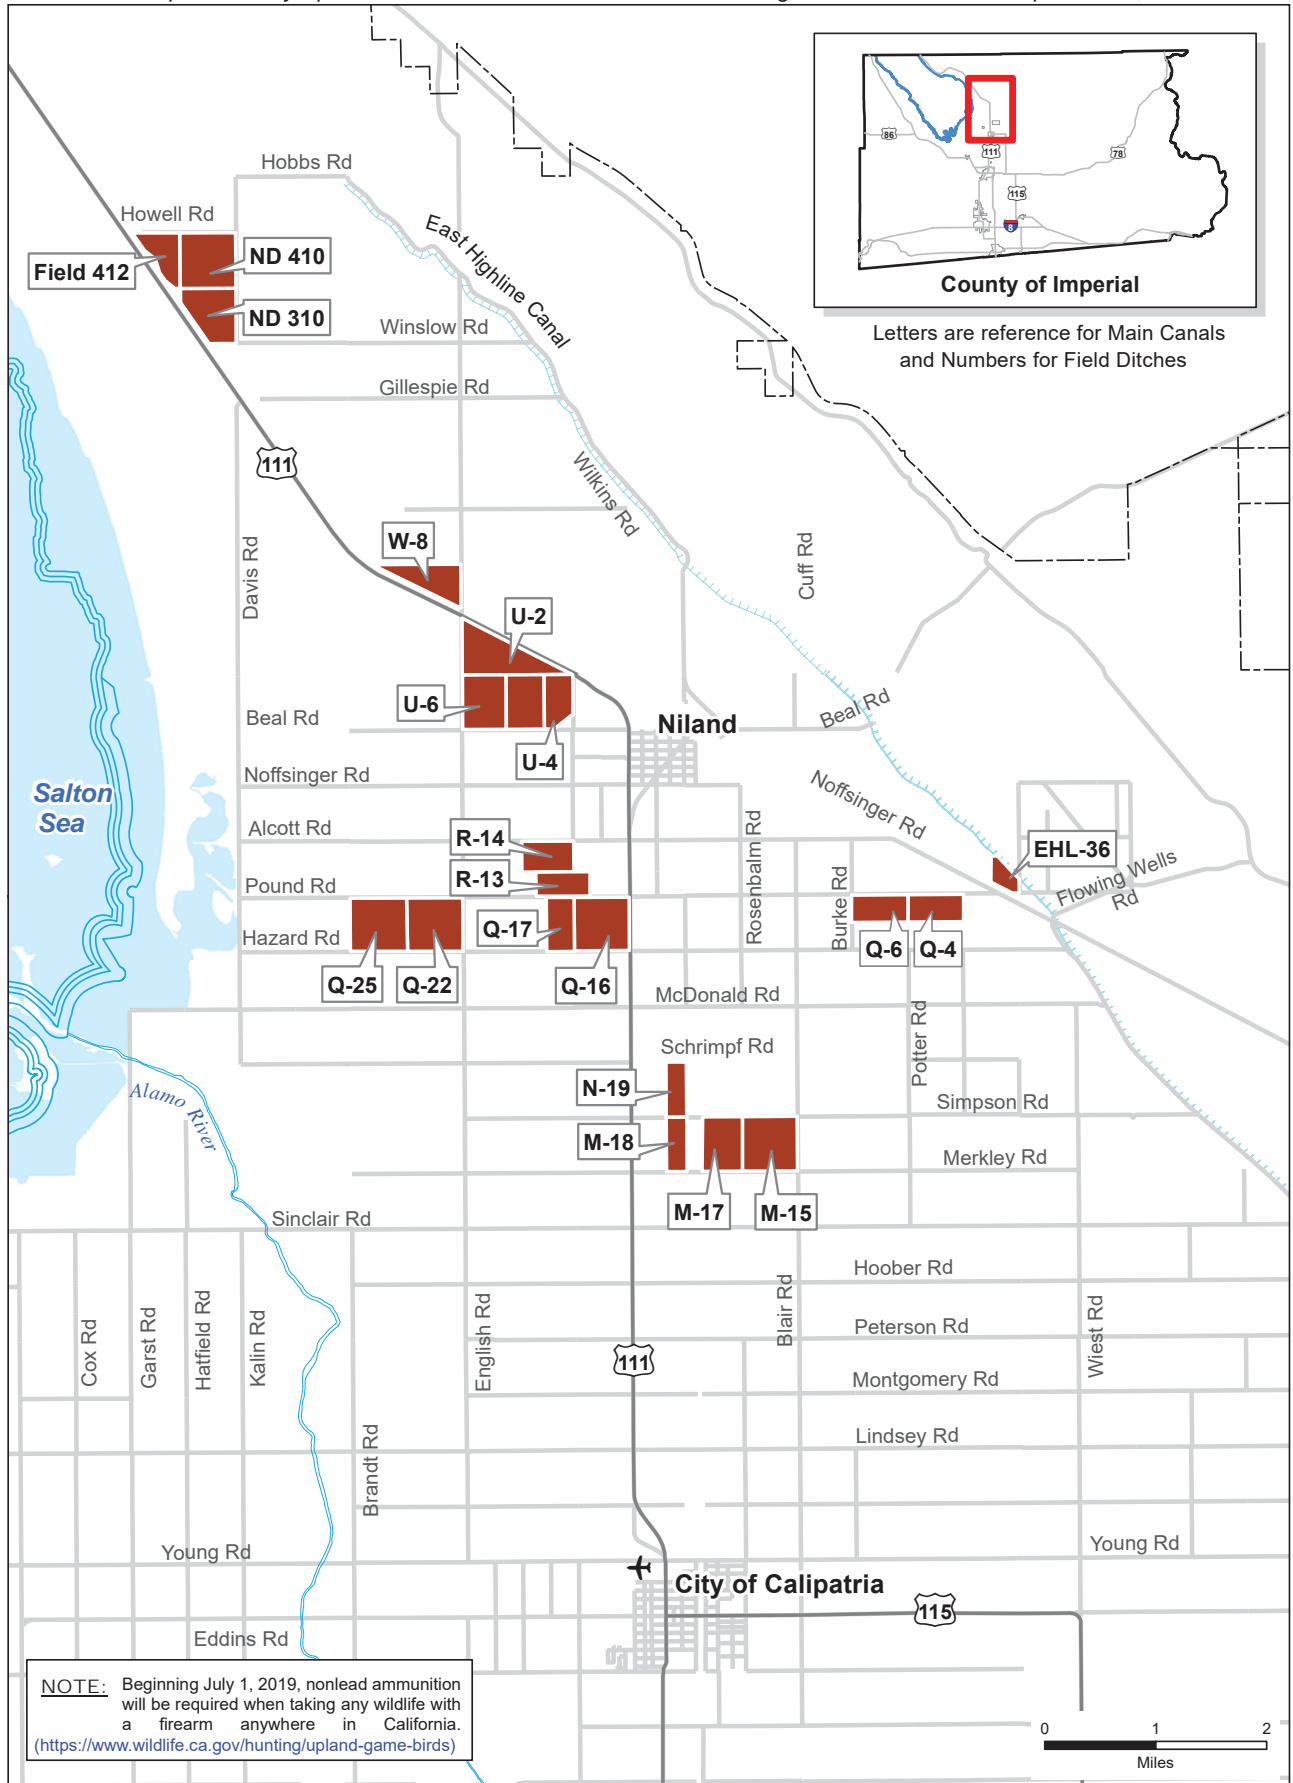 86
111
78
115
8
County of Imperial
Letters are reference for Main Canals
and Numbers for Field Ditches
Hobbs Rd
Howell Rd
Field 412
ND 410
ND 310
East Highline Canal
Winslow Rd
Gillespie Rd
111
Wilkins Rd
W-8
Davis Rd
Cuff Rd
U-2
U-6
Beal Rd
U-4
Niland
Beal Rd
Noffsinger Rd
Noffsinger Rd
Salton
Sea
Alcott Rd
R-14
Rosenbalm Rd
EHL-36
Pound Rd
R-13
Burke Rd
Flowing Wells
Rd
Hazard Rd
Q-17
Q-6
Q-4
Q-25
Q-22
Q-16
McDonald Rd
Potter Rd
Schrimpf Rd
Alamo River
N-19
Simpson Rd
M-18
Merkley Rd
M-17
M-15
Sinclair Rd
Hoober Rd
Cox Rd
Garst Rd
Hatfield Rd
Kalin Rd
English Rd
Blair Rd
Peterson Rd
Wiest Rd
111
Montgomery Rd
Brandt Rd
Lindsey Rd
Young Rd
Young Rd
City of Calipatria
115
Eddins Rd
NOTE: Beginning July 1, 2019, nonlead ammunition
will be required when taking any wildlife with
a firearm anywhere in California.
(https://www.wildlife.ca.gov/hunting/upland-game-birds)
0 1 2
Miles